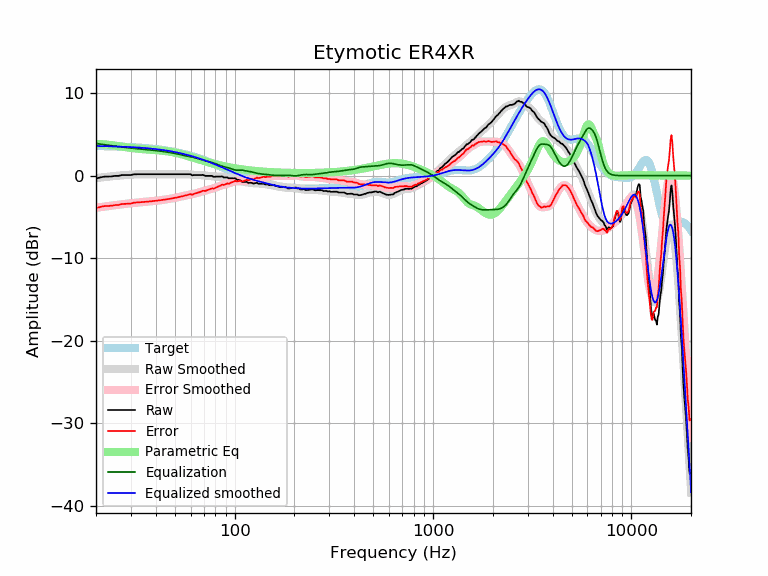 Etymotic ER4XR
Amplitude (dBr)
10
0
−10
−20
−30
−40
Target
Raw Smoothed
Error Smoothed
Raw
Error
Parametric Eq
Equalization
Equalized smoothed
100
1000
10000
Frequency (Hz)